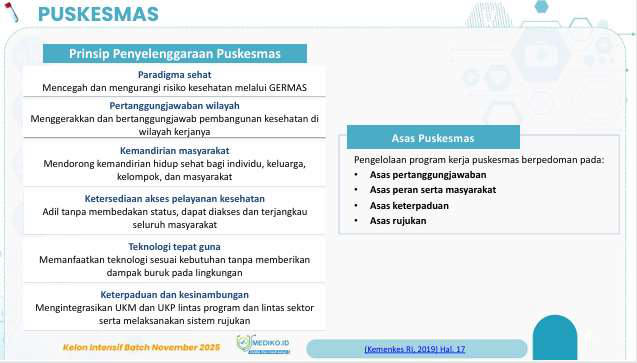 PUSKESMAS
Prinsip Penyelenggaraan Puskesmas
Paradigma sehat
Mencegah dan mengurangi risiko kesehatan melalui GERMAS
Pertanggungjawaban wilayah
Menggerakkan dan bertanggungjawab pembangunan kesehatan di
wilayah kerjanya
Kemandirian masyarakat
Mendorong kemandirian hidup sehat bagi individu, keluarga,
kelompok, dan masyarakat
Ketersediaan akses pelayanan kesehatan
Adil tanpa membedakan status, dapat diakses dan terjangkau
seluruh masyarakat
Teknologi tepat guna
Memanfaatkan teknologi sesuai kebutuhan tanpa memberikan
dampak buruk pada lingkungan
Keterpaduan dan kesinambungan
Mengintegrasikan UKM dan UKP lintas program dan lintas sektor
serta melaksanakan sistem rujukan
Asas Puskesmas
Pengelolaan program kerja puskesmas berpedoman pada:
• Asas pertanggungjawaban
• Asas peran serta masyarakat
• Asas keterpaduan
• Asas rujukan
Kelon Intensif Batch November 2025
MEDIKO.ID
(Kemenkes RI, 2019) Hal. 17